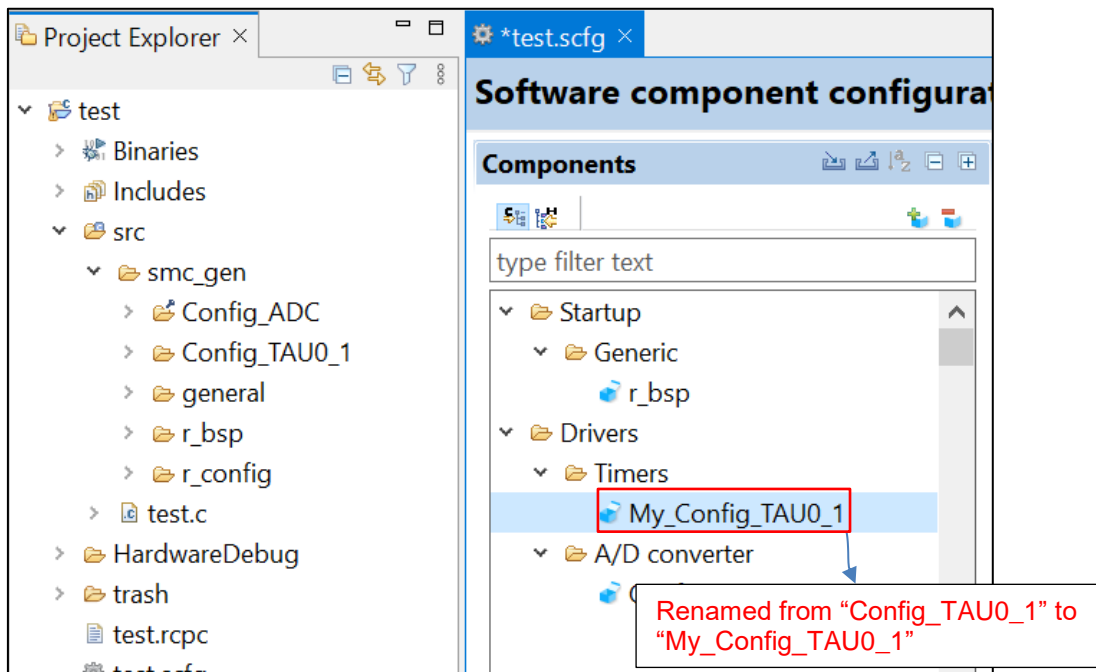 Project Explorer
test
Binaries
Includes
src
smc_gen
Config_ADC
Config_TAU0_1
general
r_bsp
r_config
test.c
HardwareDebug
trash
test.rcpc
*test.scfg
Software component configura
Components
type filter text
Startup
Generic
r_bsp
Drivers
Timers
My_Config_TAU0_1
A/D converter
Renamed from “Config_TAU0_1” to
“My_Config_TAU0_1”